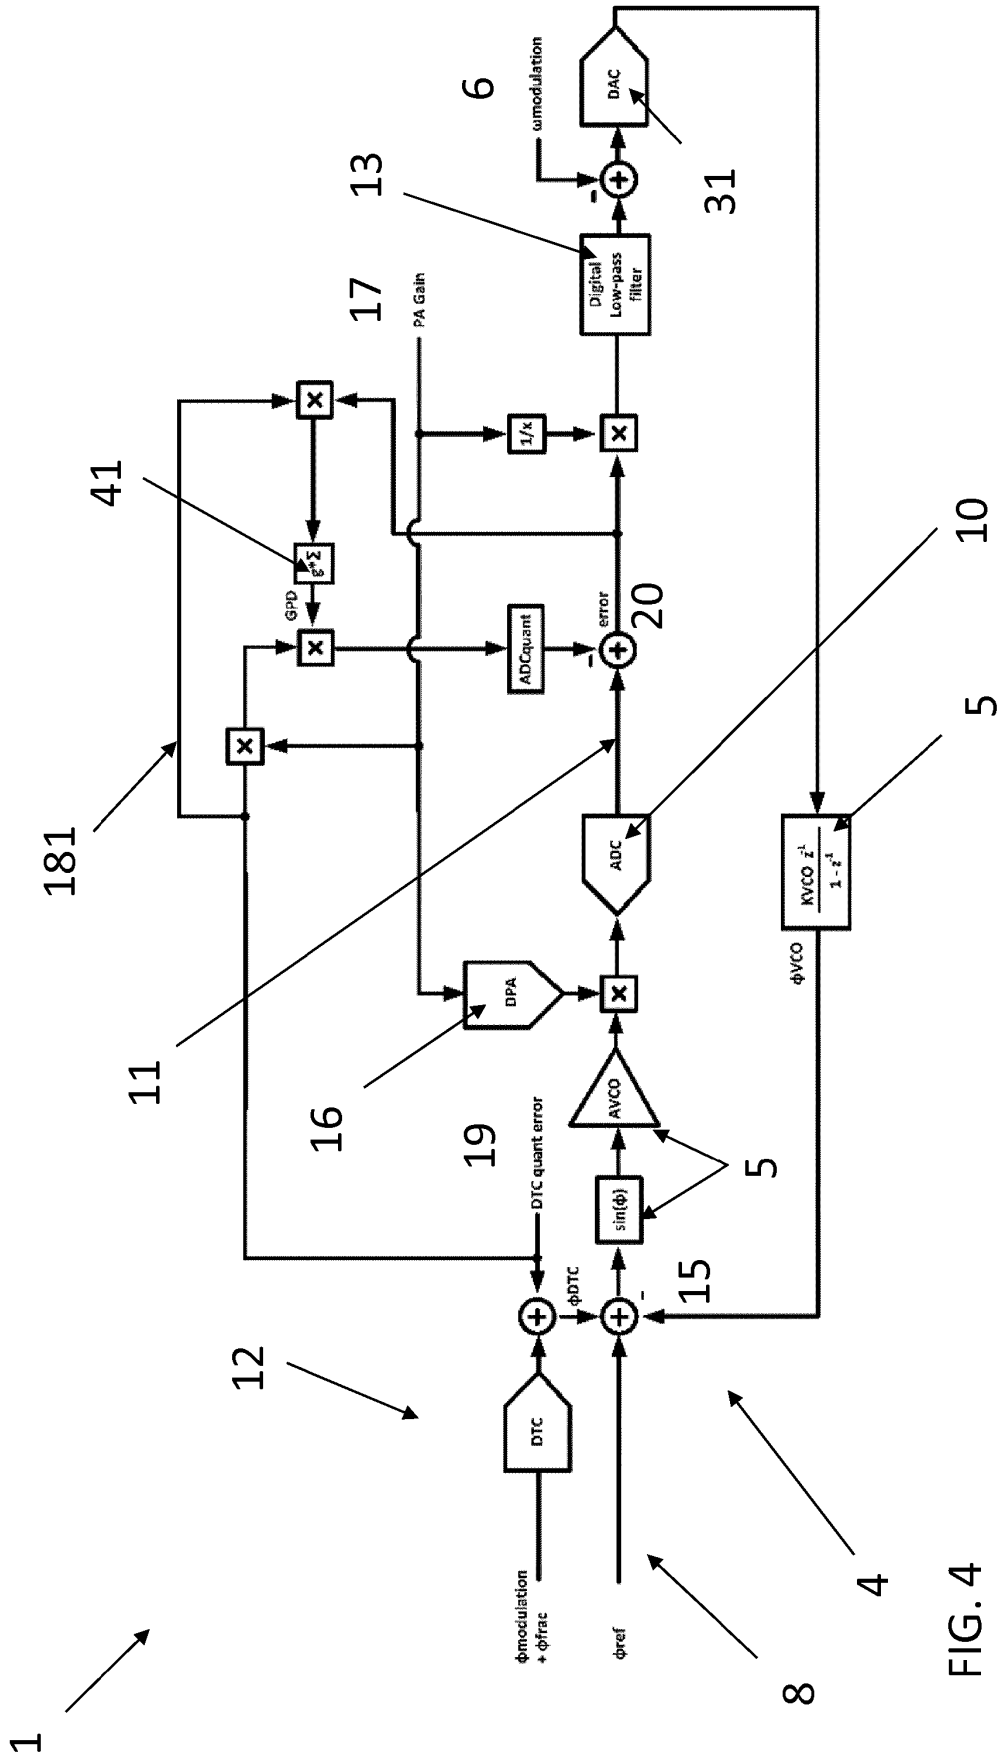 1
181
41
×
g*Σ
GPD
×
×
17
PA Gain
11
12
16
DPA
19
DTC quant error
ADCquant
1/x
6
ωmodulation
13
ϕmodulation
+ ϕfrac
DTC
+
ϕDTC
ϕref
+
-
15
sin(ϕ)
AVCO
5
×
ADC
+
-
error
20
×
Digital
Low-pass
filter
+
-
DAC
31
8
4
10
ϕVCO
KVCO z⁻¹
1 - z⁻¹
5
FIG. 4